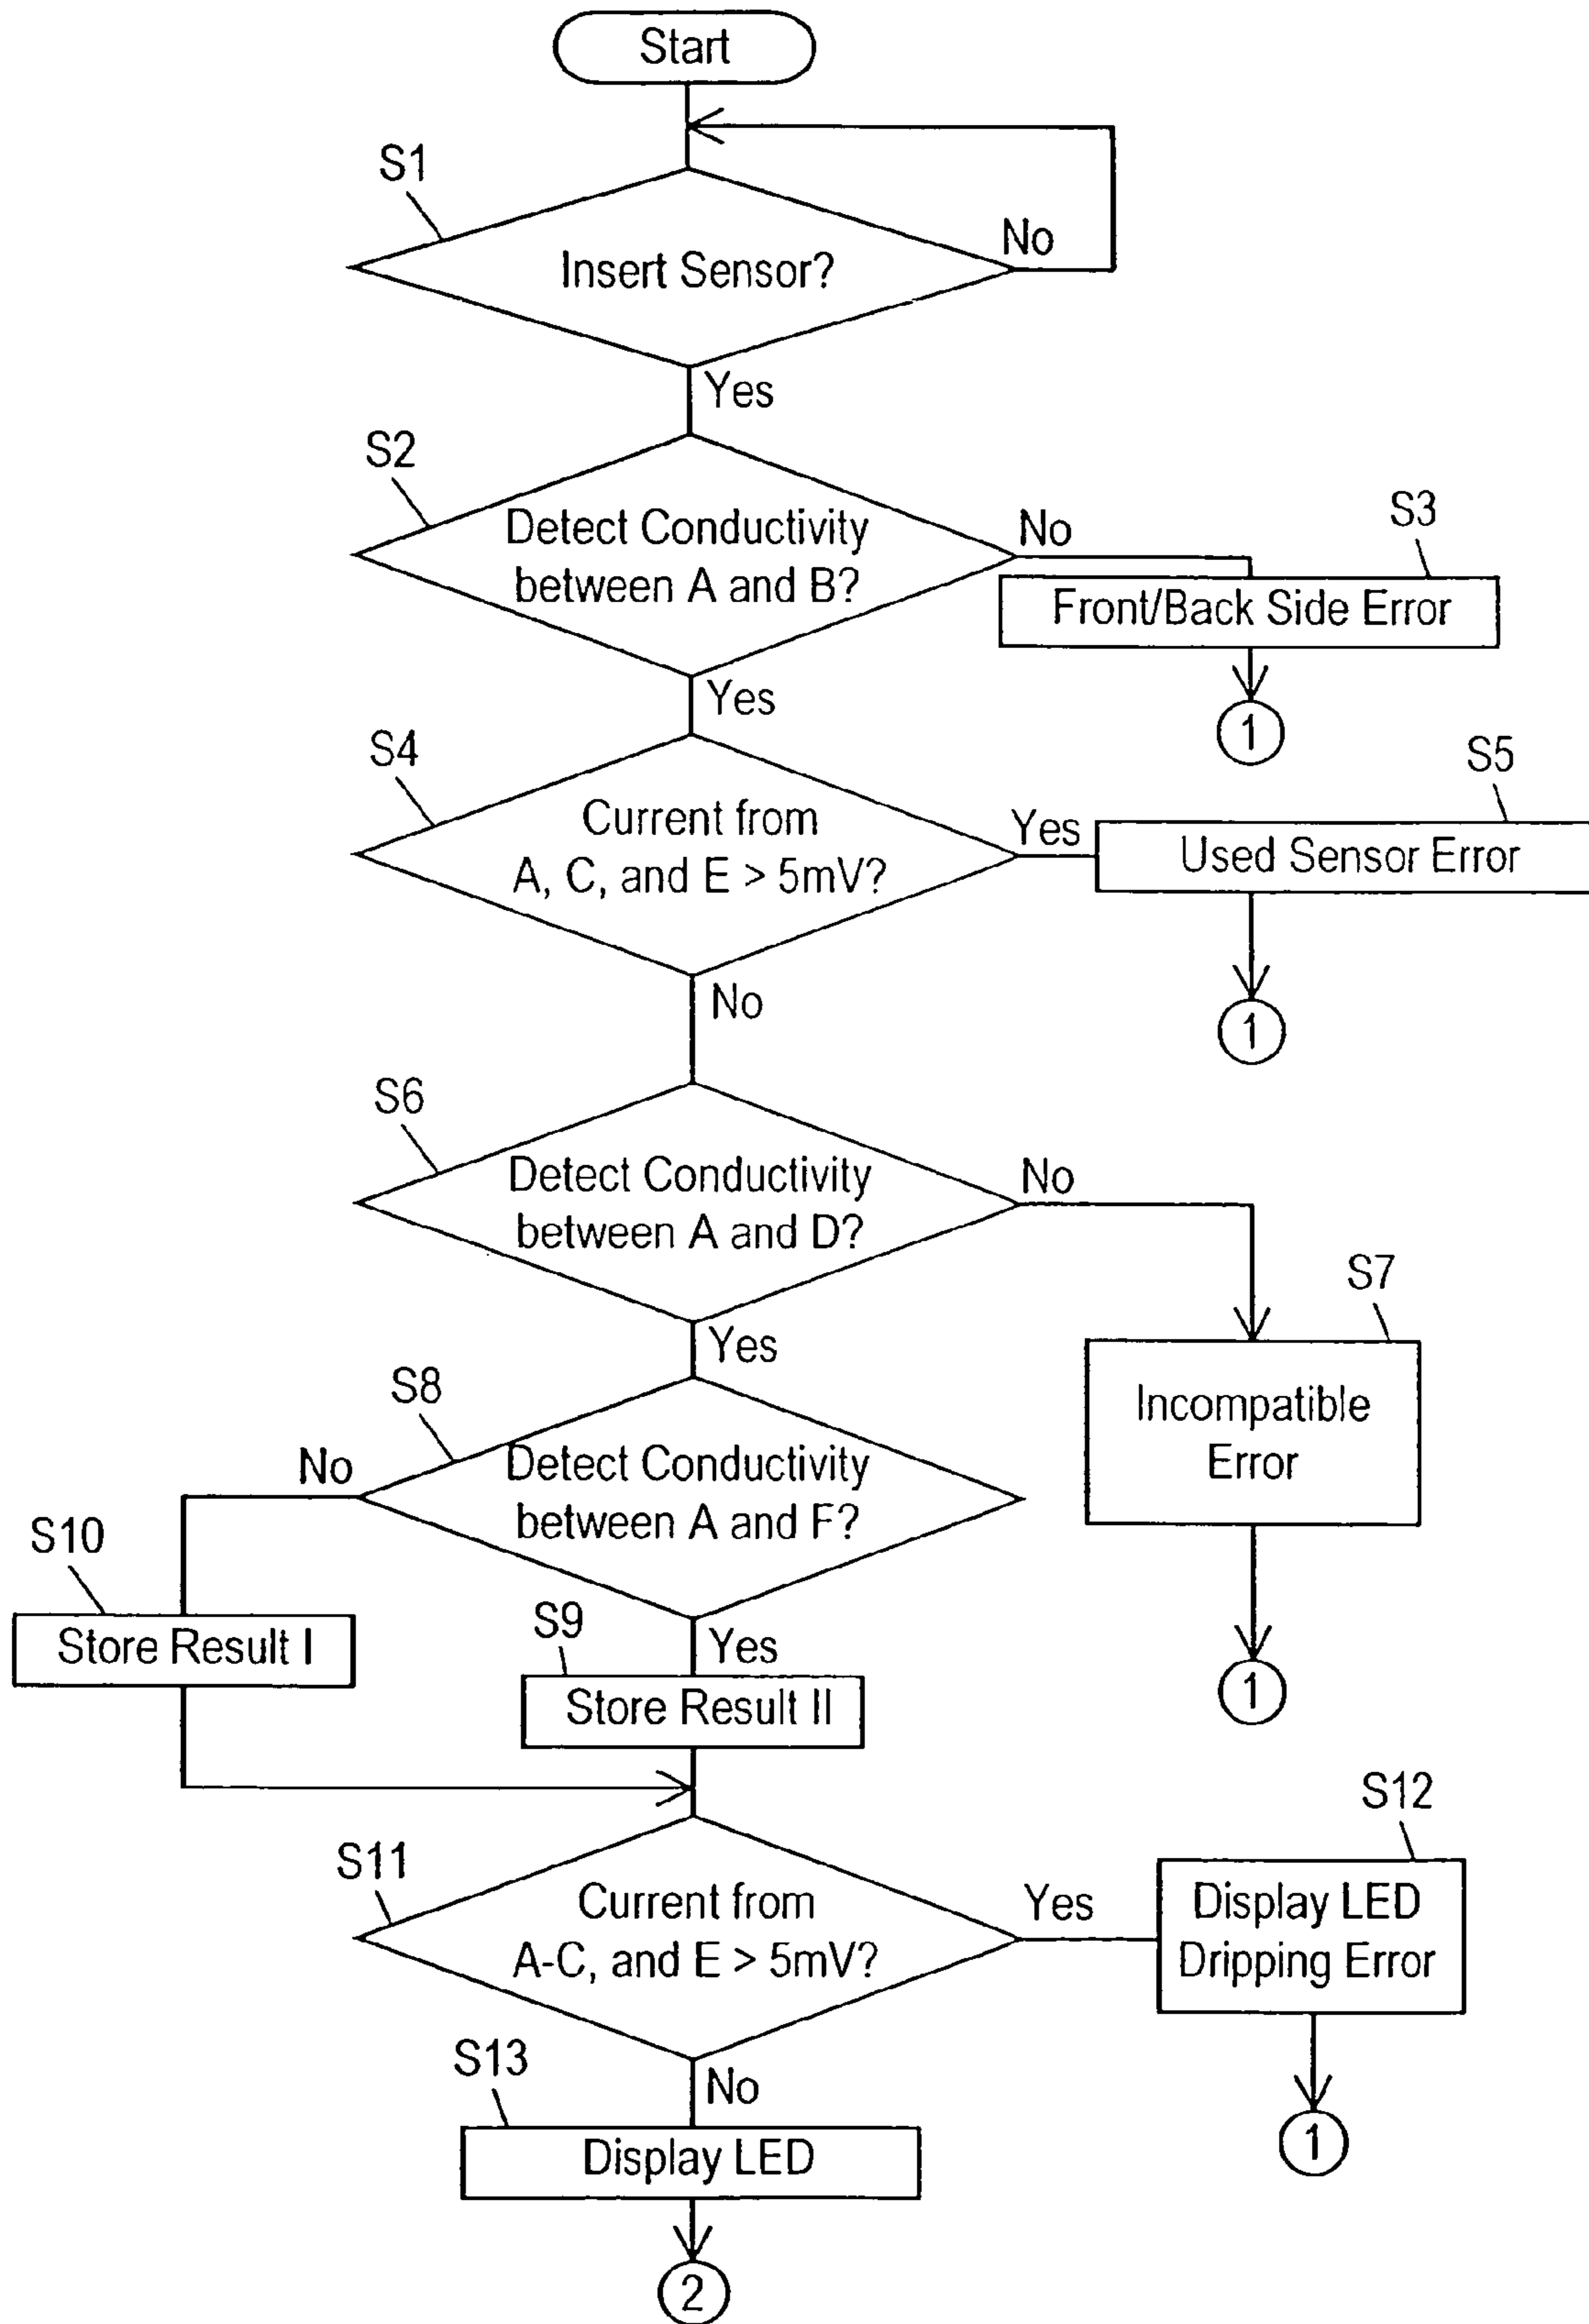 Start
S1
Insert Sensor?
No
Yes
S2
Detect Conductivity
between A and B?
No
S3
Front/Back Side Error
Yes
1
S4
Current from
A, C, and E > 5mV?
Yes
S5
Used Sensor Error
No
1
S6
Detect Conductivity
between A and D?
No
S7
Incompatible
Error
Yes
S8
Detect Conductivity
between A and F?
No
S10
Store Result I
Yes
S9
Store Result II
1
S11
Current from
A-C, and E > 5mV?
Yes
S12
Display LED
Dripping Error
No
S13
Display LED
1
2